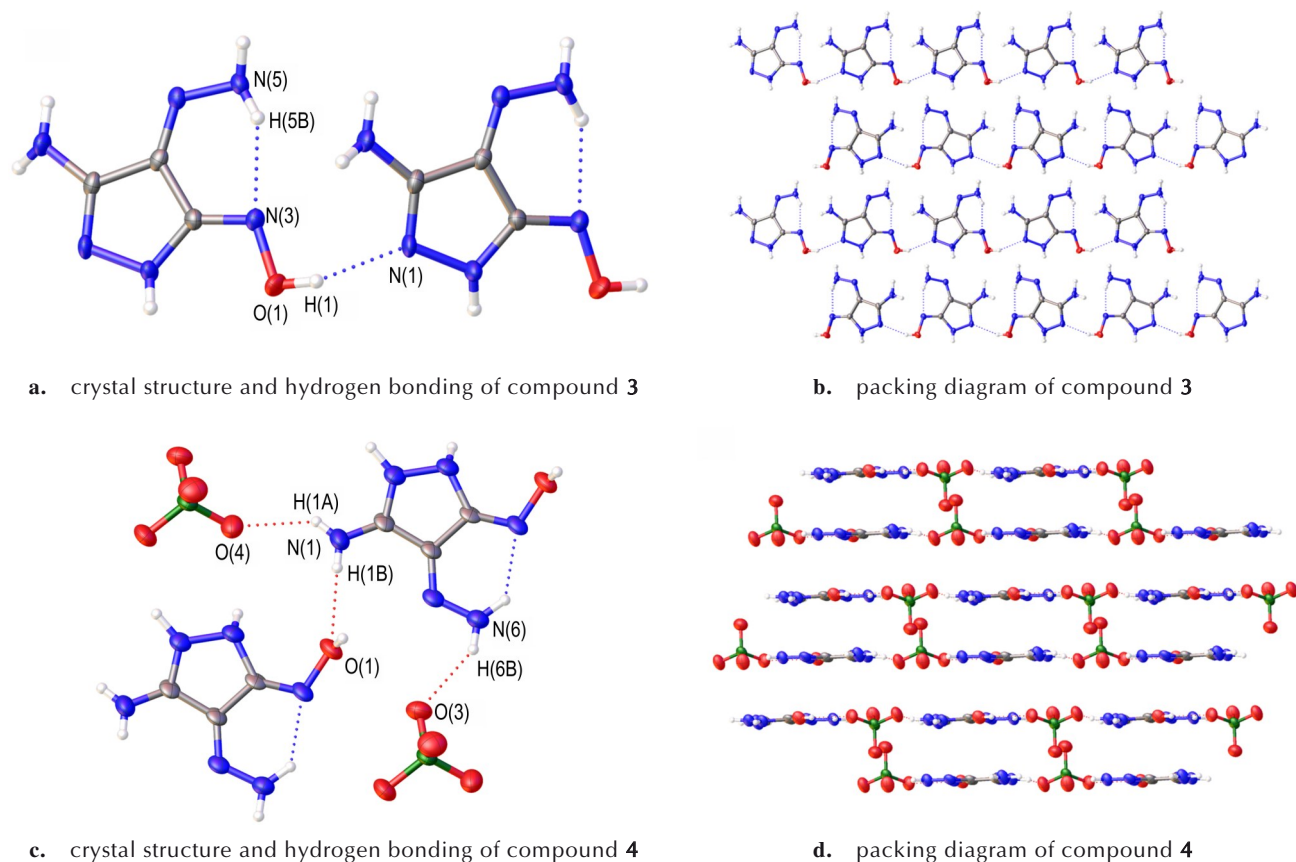 N(5)
H(5B)
N(3)
N(1)
O(1)
H(1)
a. crystal structure and hydrogen bonding of compound 3
b. packing diagram of compound 3
H(1A)
O(4)
N(1)
H(1B)
N(6)
O(1)
H(6B)
O(3)
c. crystal structure and hydrogen bonding of compound 4
d. packing diagram of compound 4